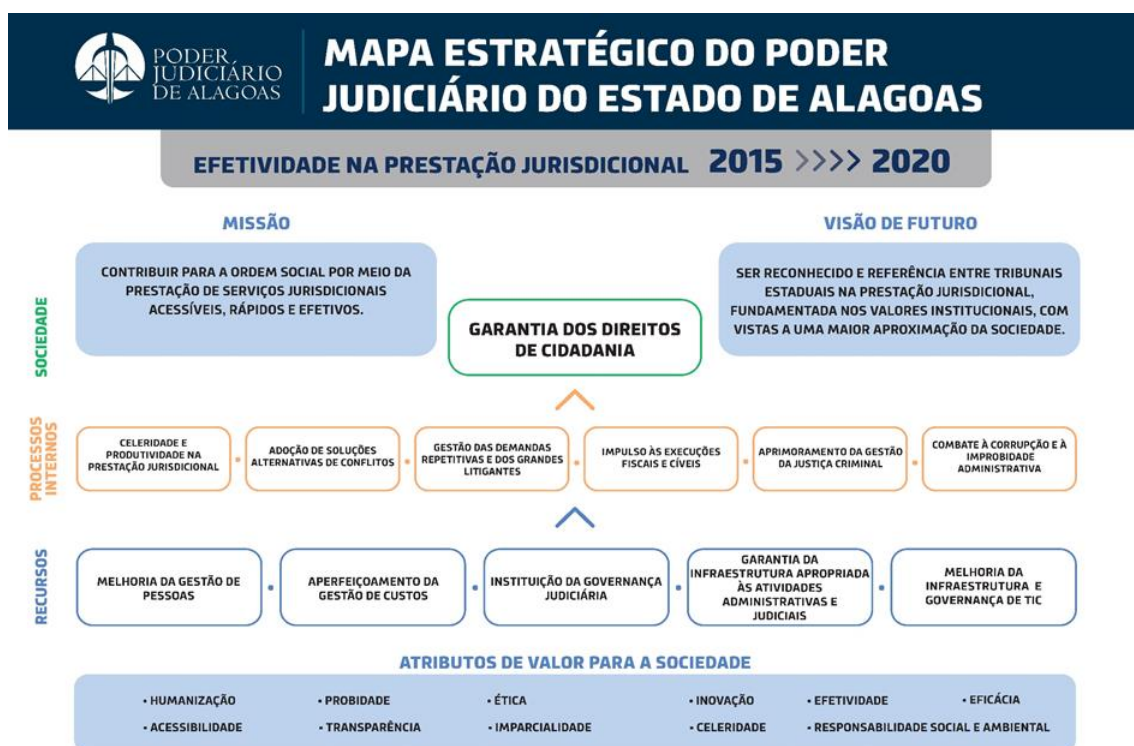 PODER
JUDICIÁRIO
DE ALAGOAS
MAPA ESTRATÉGICO DO PODER
JUDICIÁRIO DO ESTADO DE ALAGOAS
EFETIVIDADE NA PRESTAÇÃO JURISDICIONAL 2015 >>>> 2020
MISSÃO
CONTRIBUIR PARA A ORDEM SOCIAL POR MEIO DA
PRESTAÇÃO DE SERVIÇOS JURISDICIONAIS
ACESSÍVEIS, RÁPIDOS E EFETIVOS.
VISÃO DE FUTURO
SER RECONHECIDO E REFERÊNCIA ENTRE TRIBUNAIS
ESTADUAIS NA PRESTAÇÃO JURISDICIONAL,
FUNDAMENTADA NOS VALORES INSTITUCIONAIS, COM
VISTAS A UMA MAIOR APROXIMAÇÃO DA SOCIEDADE.
SOCIEDADE
GARANTIA DOS DIREITOS
DE CIDADANIA
PROCESSOS
INTERNOS
CELERIDADE E
PRODUTIVIDADE NA
PRESTAÇÃO JURISDICIONAL
ADOÇÃO DE SOLUÇÕES
ALTERNATIVAS DE CONFLITOS
GESTÃO DAS DEMANDAS
REPETITIVAS E DOS GRANDES
LITIGANTES
IMPULSO ÀS EXECUÇÕES
FISCAIS E CÍVEIS
APRIMORAMENTO DA GESTÃO
DA JUSTIÇA CRIMINAL
COMBATE À CORRUPÇÃO E À
IMPROBIDADE
ADMINISTRATIVA
RECURSOS
MELHORIA DA GESTÃO DE
PESSOAS
APERFEIÇOAMENTO DA
GESTÃO DE CUSTOS
INSTITUIÇÃO DA GOVERNANÇA
JUDICIÁRIA
GARANTIA DA
INFRAESTRUTURA APROPRIADA
ÀS ATIVIDADES
ADMINISTRATIVAS E
JUDICIAIS
MELHORIA DA
INFRAESTRUTURA E
GOVERNANÇA DE TIC
ATRIBUTOS DE VALOR PARA A SOCIEDADE
• HUMANIZAÇÃO • PROBIDADE • ÉTICA • INOVAÇÃO • EFETIVIDADE • EFICÁCIA
• ACESSIBILIDADE • TRANSPARÊNCIA • IMPARCIALIDADE • CELERIDADE • RESPONSABILIDADE SOCIAL E AMBIENTAL